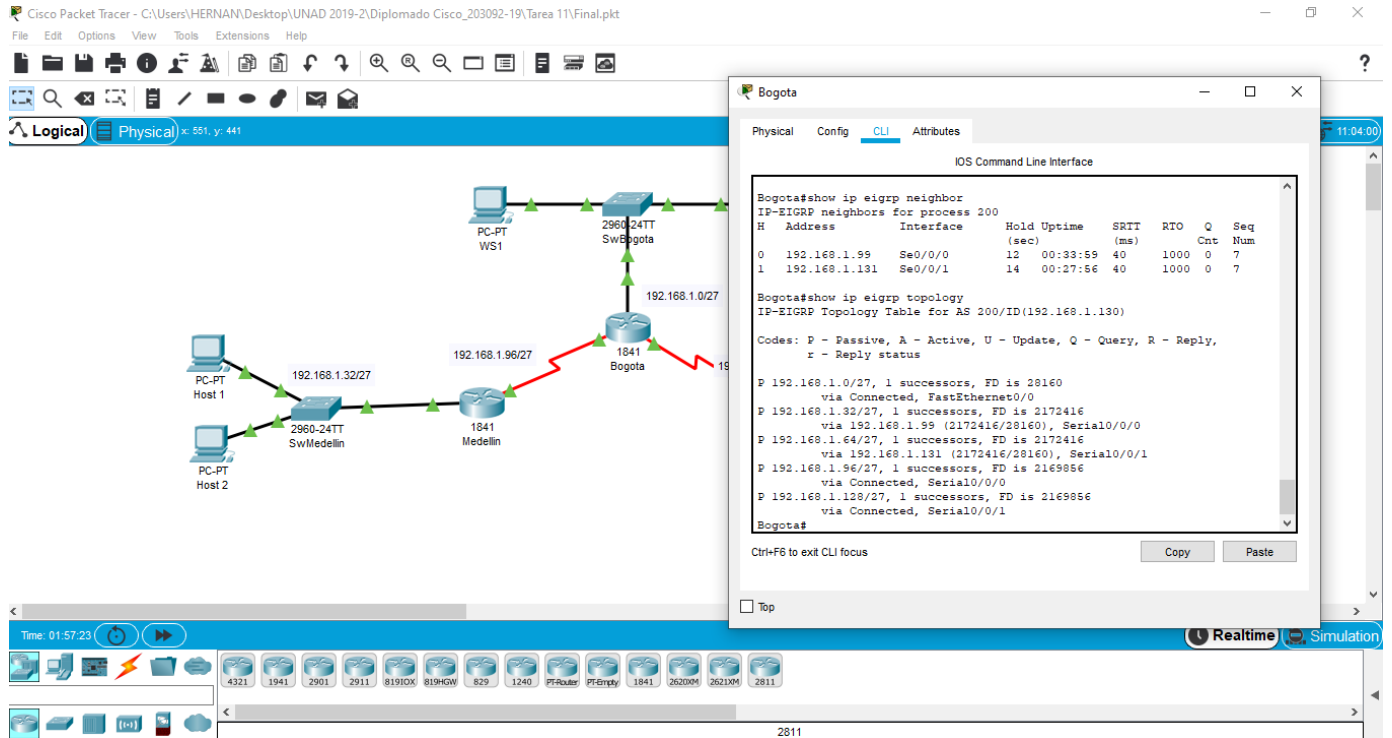 Cisco Packet Tracer - C:\Users\HERNAN\Desktop\UNAD 2019-2\Diplomado Cisco_203092-19\Tarea 11\Final.pkt
File Edit Options View Tools Extensions Help
?
Logical Physical x: 551, y: 441
11:04:00
PC-PT
WS1
2960-24TT
SwBogota
192.168.1.0/27
1841
Bogota
19
192.168.1.96/27
PC-PT
Host 1
192.168.1.32/27
2960-24TT
SwMedellin
1841
Medellin
PC-PT
Host 2
Bogota
Physical Config CLI Attributes
IOS Command Line Interface
Bogota#show ip eigrp neighbor
IP-EIGRP neighbors for process 200
H Address Interface Hold Uptime SRTT RTO Q Seq
(sec) (ms) Cnt Num
0 192.168.1.99 Se0/0/0 12 00:33:59 40 1000 0 7
1 192.168.1.131 Se0/0/1 14 00:27:56 40 1000 0 7
Bogota#show ip eigrp topology
IP-EIGRP Topology Table for AS 200/ID(192.168.1.130)
Codes: P - Passive, A - Active, U - Update, Q - Query, R - Reply,
r - Reply status
P 192.168.1.0/27, 1 successors, FD is 28160
via Connected, FastEthernet0/0
P 192.168.1.32/27, 1 successors, FD is 2172416
via 192.168.1.99 (2172416/28160), Serial0/0/0
P 192.168.1.64/27, 1 successors, FD is 2172416
via 192.168.1.131 (2172416/28160), Serial0/0/1
P 192.168.1.96/27, 1 successors, FD is 2169856
via Connected, Serial0/0/0
P 192.168.1.128/27, 1 successors, FD is 2169856
via Connected, Serial0/0/1
Bogota#
Ctrl+F6 to exit CLI focus
Copy Paste
Top
Time: 01:57:23
Realtime Simulation
4321 1941 2901 2911 819IOX 819HGW 829 1240 PT-Router PT-Empty 1841 2620XM 2621XM 2811
2811